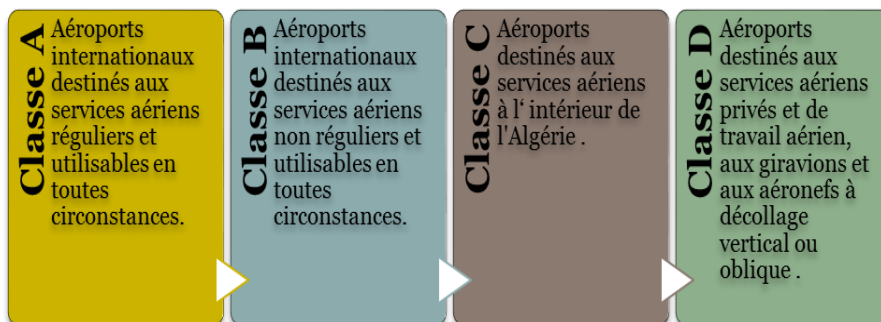 Classe A
Aéroports
internationaux
destinés aux
services aériens
réguliers et
utilisables en
toutes
circonstances.
Classe B
Aéroports
internationaux
destinés aux
services aériens
non réguliers et
utilisables en
toutes
circonstances.
Classe C
Aéroports
destinés aux
services aériens
à l‘ intérieur de
l'Algérie .
Classe D
Aéroports
destinés aux
services aériens
privés et de
travail aérien,
aux giravions et
aux aéronefs à
décollage
vertical ou
oblique .